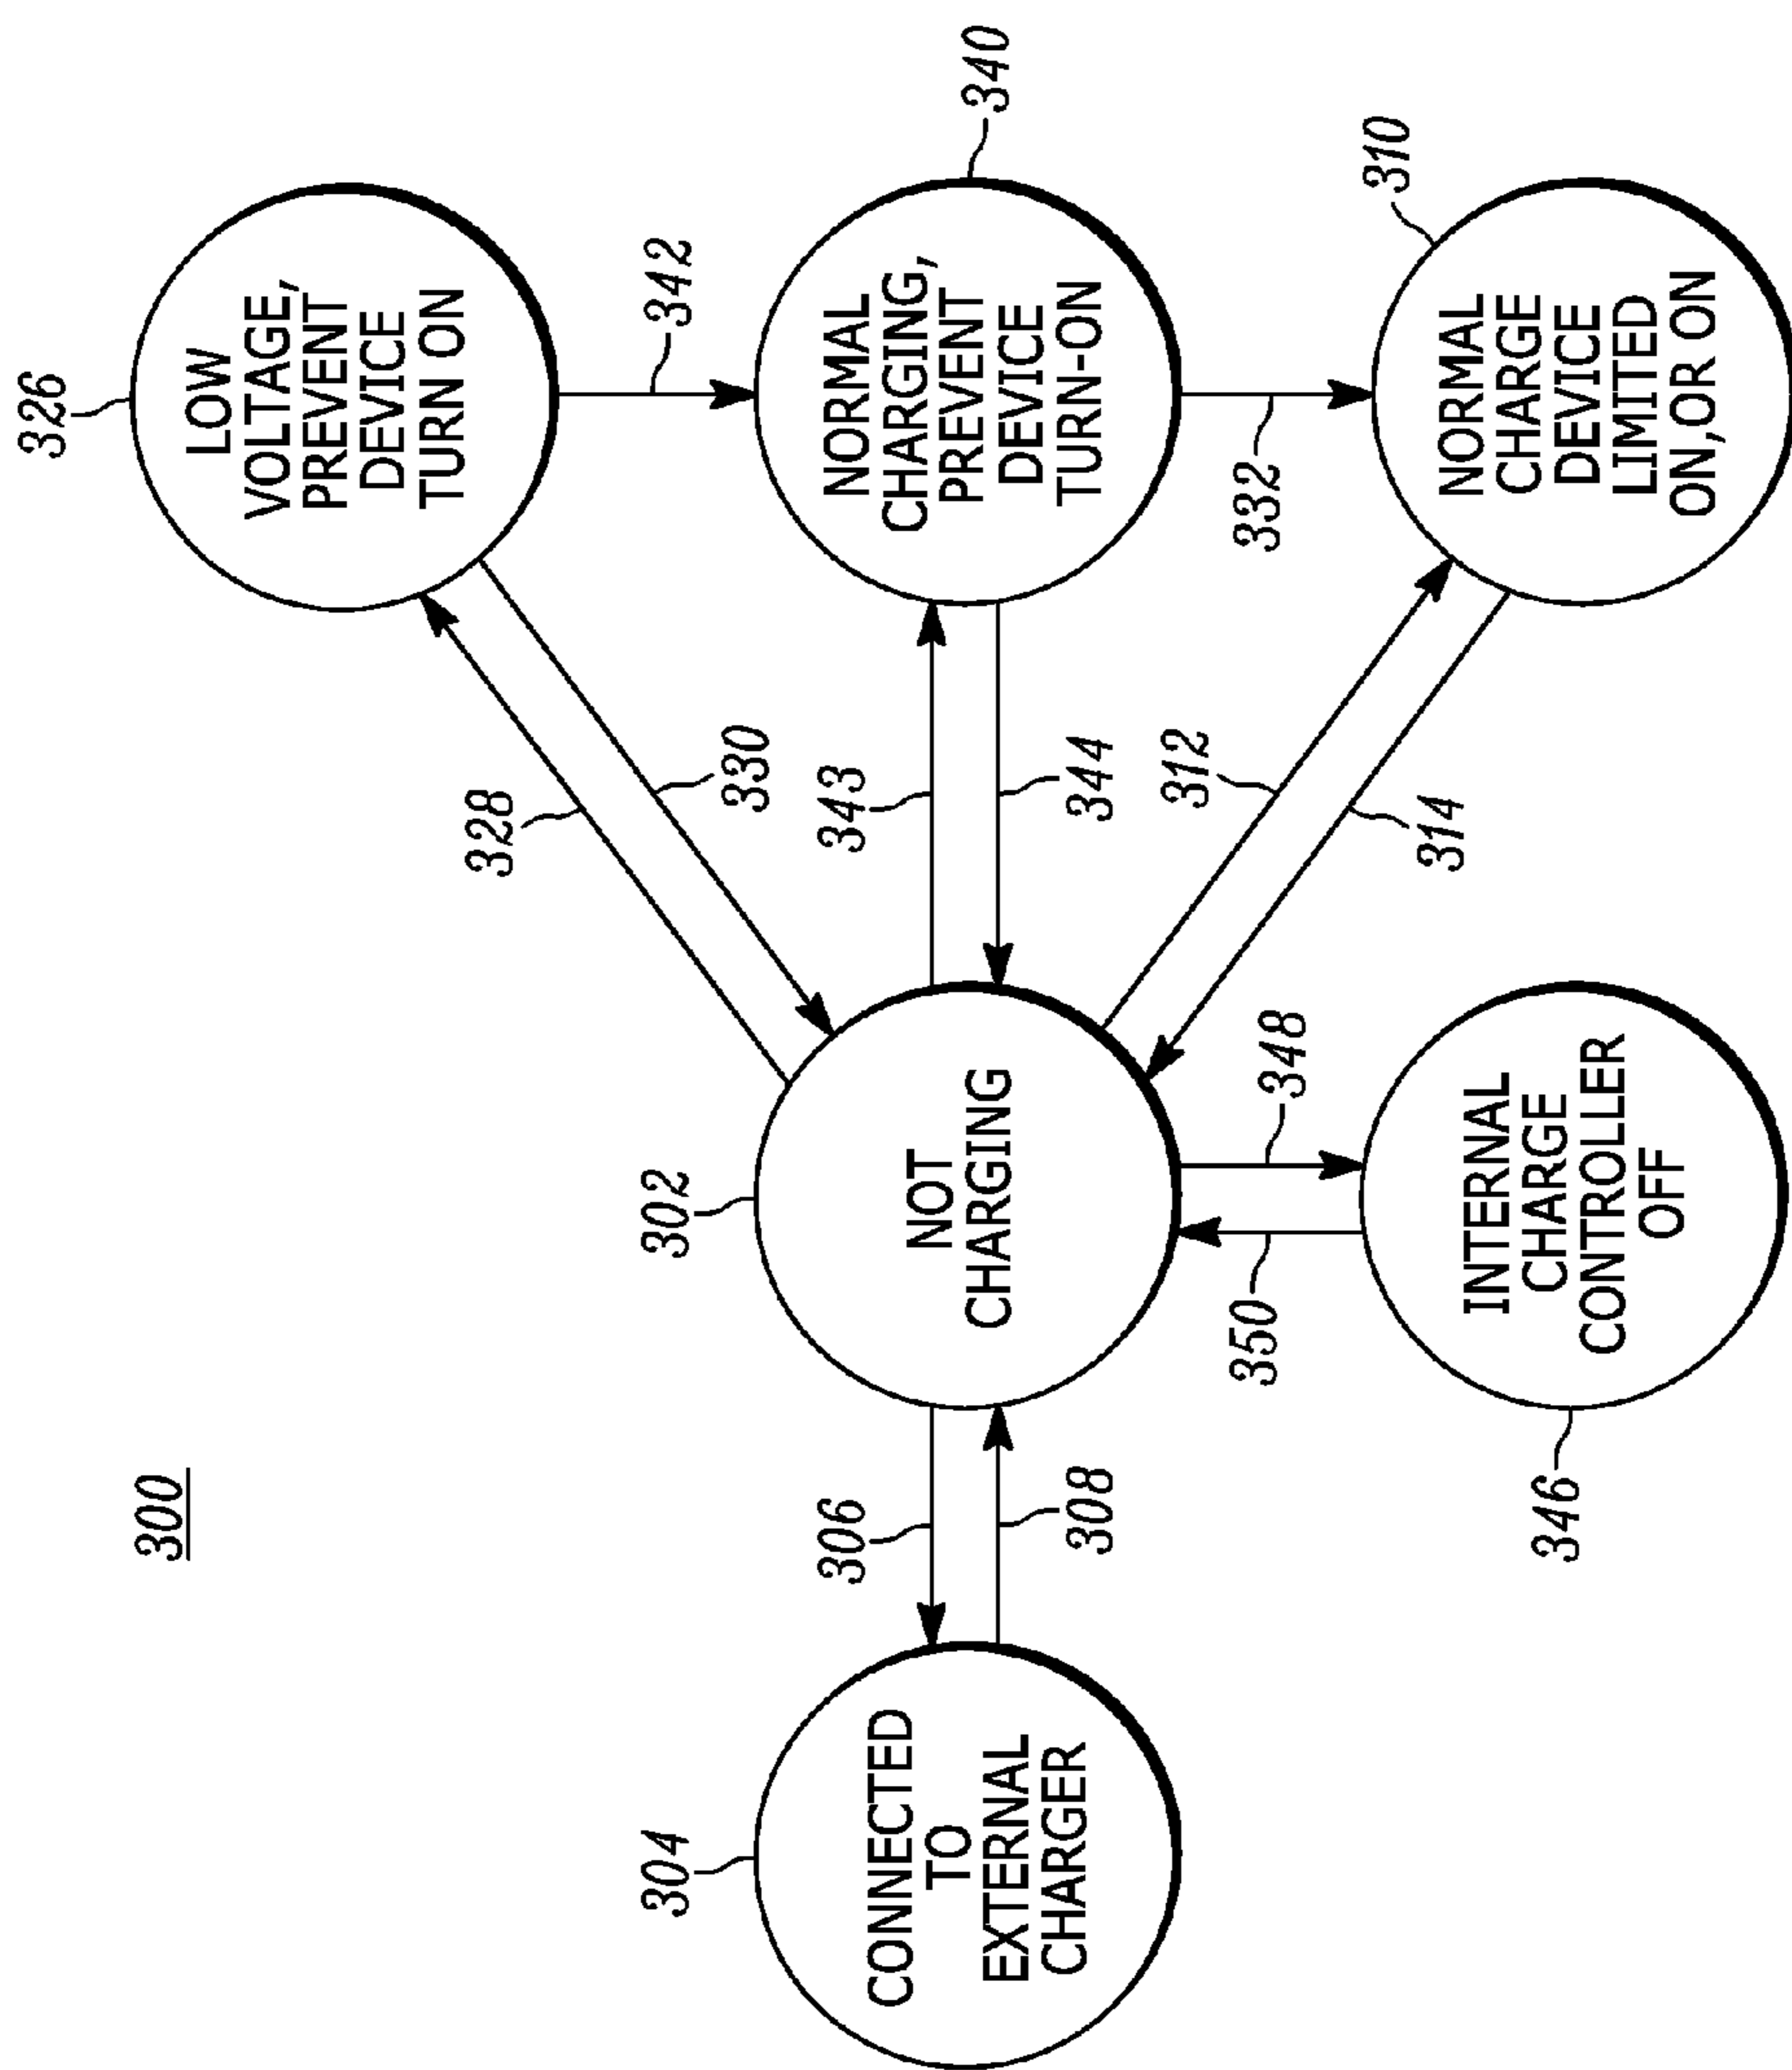 300
326
LOW
VOLTAGE,
PREVENT
DEVICE
TURN ON
328
330
342
304
CONNECTED
TO
EXTERNAL
CHARGER
306
308
302
NOT
CHARGING
343
344
340
NORMAL
CHARGING,
PREVENT
DEVICE
TURN-ON
312
314
332
350
348
346
INTERNAL
CHARGE
CONTROLLER
OFF
310
NORMAL
CHARGE
DEVICE
LIMITED
ON, OR ON